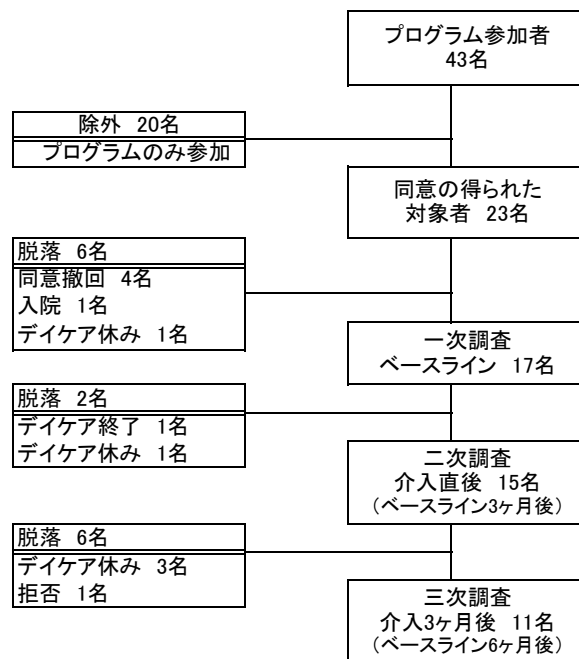 プログラム参加者
43名
除外 20名
プログラムのみ参加
同意の得られた
対象者 23名
脱落 6名
同意撤回 4名
入院 1名
デイケア休み 1名
一次調査
ベースライン 17名
脱落 2名
デイケア終了 1名
デイケア休み 1名
二次調査
介入直後 15名
(ベースライン3ヶ月後)
脱落 6名
デイケア休み 3名
拒否 1名
三次調査
介入3ヶ月後 11名
(ベースライン6ヶ月後)